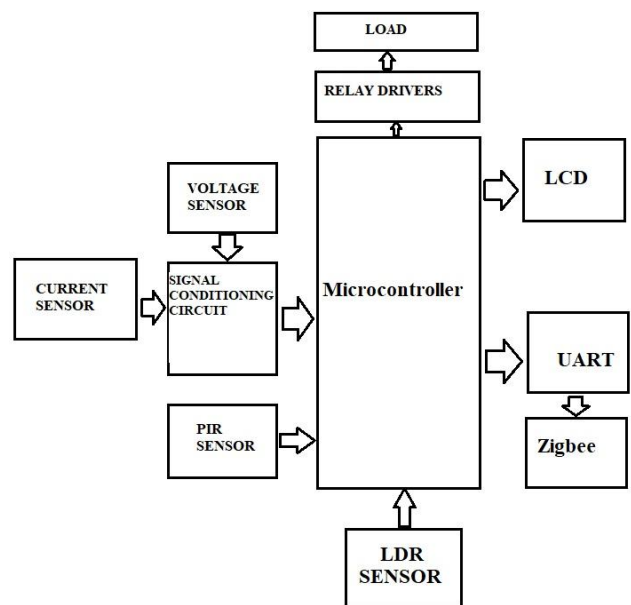 LOAD
RELAY DRIVERS
VOLTAGE
SENSOR
LCD
CURRENT
SENSOR
SIGNAL
CONDITIONING
CIRCUIT
Microcontroller
UART
PIR
SENSOR
Zigbee
LDR
SENSOR